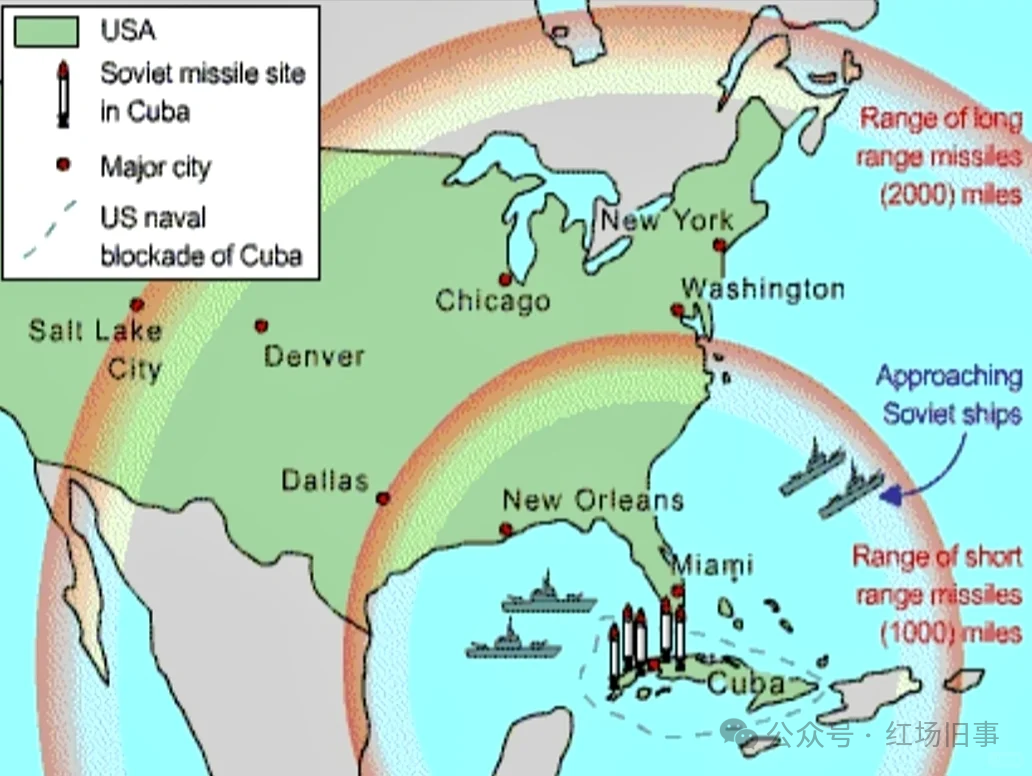 USA
Soviet missile site
in Cuba
Major city
US naval
blockade of Cuba
Range of long
range missiles
(2000) miles
New York
Washington
Chicago
Salt Lake
City
Denver
Approaching
Soviet ships
Dallas
New Orleans
Miami
Range of short
range missiles
(1000) miles
Cuba
公众号 · 红场旧事